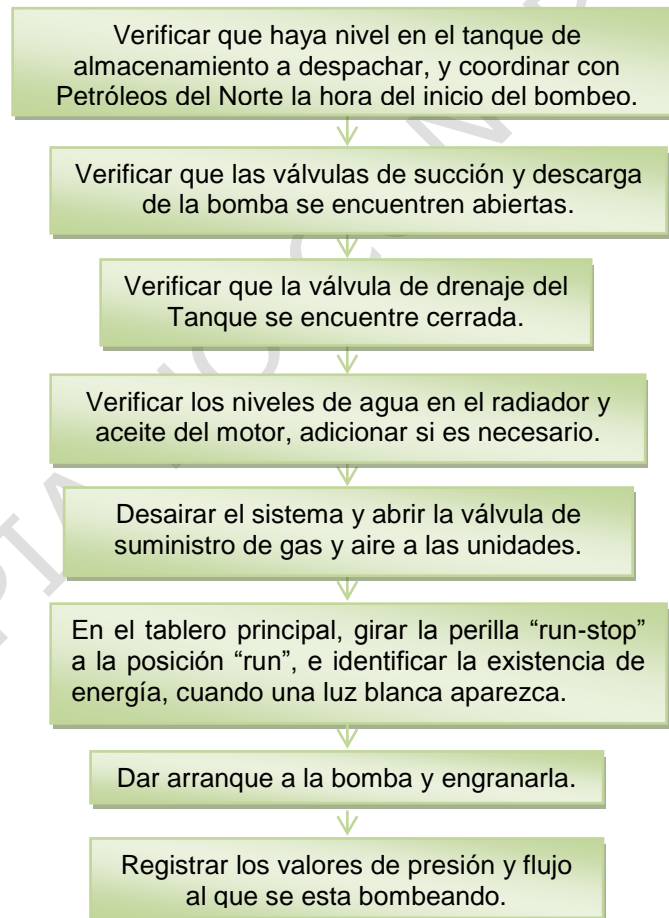 Verificar que haya nivel en el tanque de
almacenamiento a despachar, y coordinar con
Petróleos del Norte la hora del inicio del bombeo.
Verificar que las válvulas de succión y descarga
de la bomba se encuentren abiertas.
Verificar que la válvula de drenaje del
Tanque se encuentre cerrada.
Verificar los niveles de agua en el radiador y
aceite del motor, adicionar si es necesario.
Desairar el sistema y abrir la válvula de
suministro de gas y aire a las unidades.
En el tablero principal, girar la perilla “run-stop”
a la posición “run”, e identificar la existencia de
energía, cuando una luz blanca aparezca.
Dar arranque a la bomba y engranarla.
Registrar los valores de presión y flujo
al que se esta bombeando.